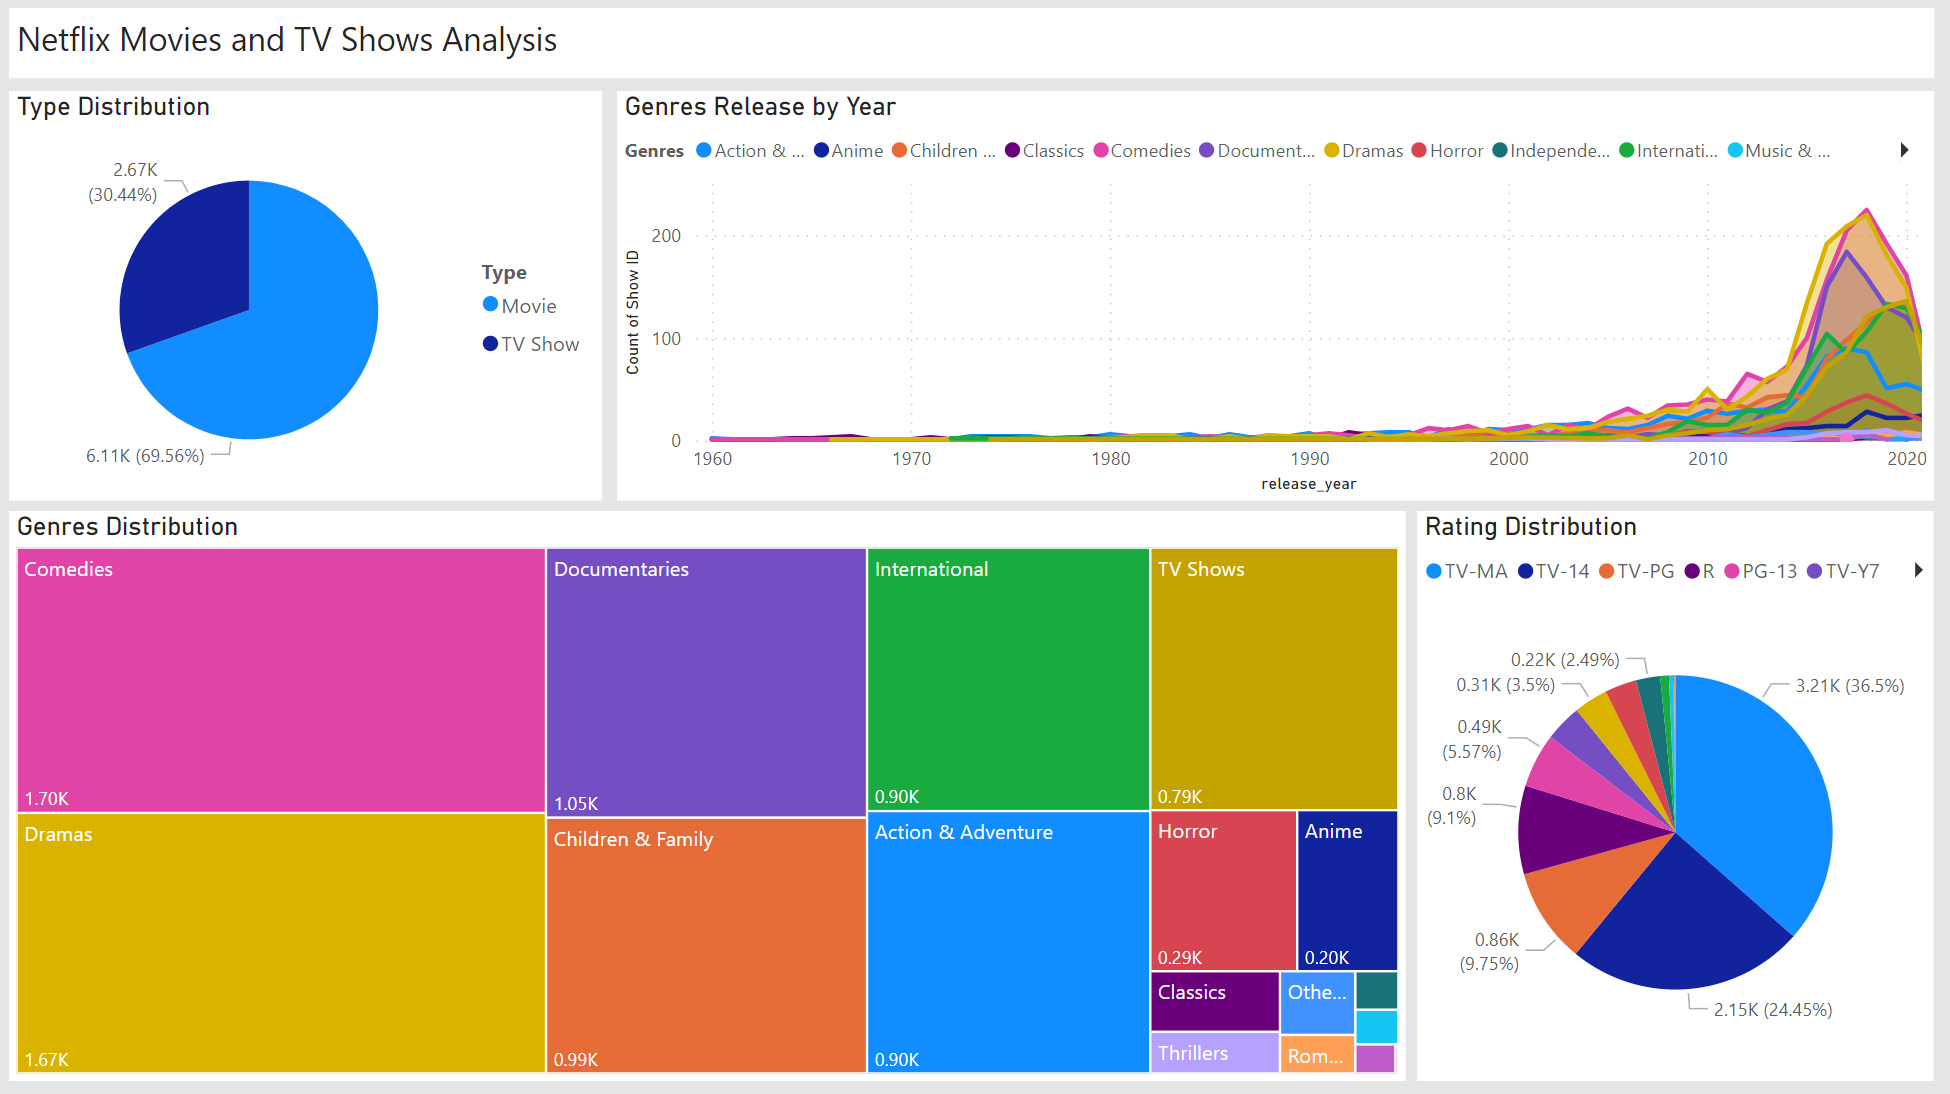 Netflix Movies and TV Shows Analysis
Type Distribution
2.67K
(30.44%)
6.11K (69.56%)
Type
Movie
TV Show
Genres Release by Year
Genres Action & ... Anime Children ... Classics Comedies Document... Dramas Horror Independe... Internati... Music & ...
Count of Show ID
200
100
0
1960 1970 1980 1990 2000 2010 2020
release_year
Genres Distribution
Comedies
1.70K
Dramas
1.67K
Documentaries
1.05K
Children & Family
0.99K
International
0.90K
Action & Adventure
0.90K
TV Shows
0.79K
Horror
0.29K
Anime
0.20K
Classics
Thrillers
Othe...
Rom...
Rating Distribution
TV-MA TV-14 TV-PG R PG-13 TV-Y7
0.22K (2.49%)
0.31K (3.5%)
0.49K
(5.57%)
0.8K
(9.1%)
0.86K
(9.75%)
3.21K (36.5%)
2.15K (24.45%)